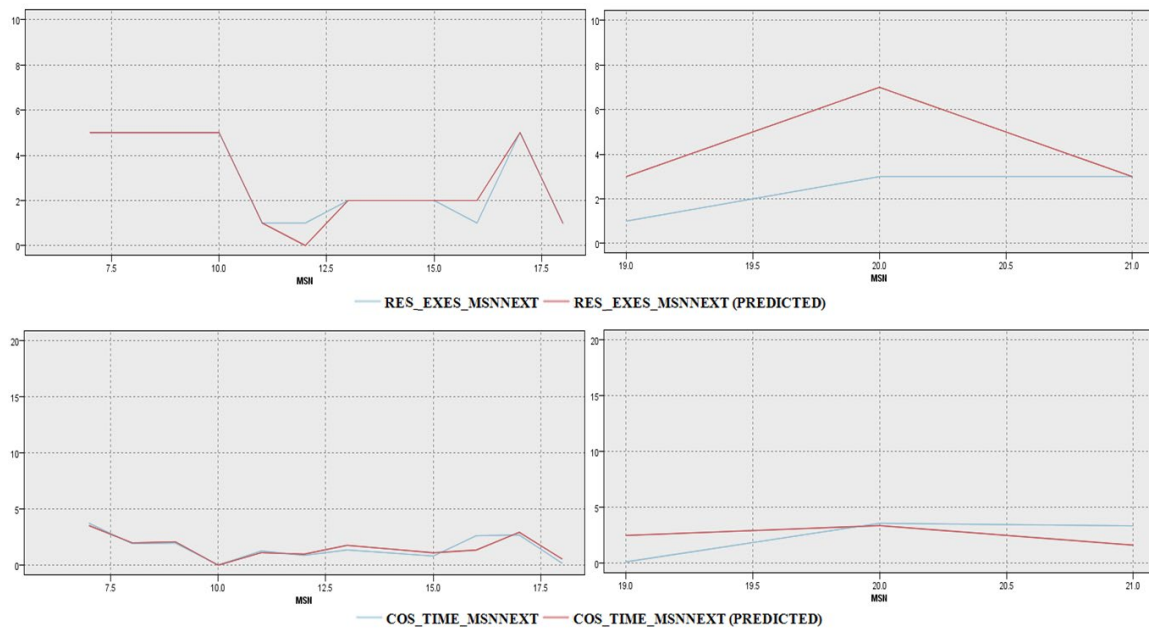 10
8
6
4
2
0
7.5 10.0 12.5 15.0 17.5
MSN
10
8
6
4
2
0
19.0 19.5 20.0 20.5 21.0
MSN
RES_EXES_MSNNEXT RES_EXES_MSNNEXT (PREDICTED)
20
15
10
5
0
7.5 10.0 12.5 15.0 17.5
MSN
20
15
10
5
0
19.0 19.5 20.0 20.5 21.0
MSN
COS_TIME_MSNNEXT COS_TIME_MSNNEXT (PREDICTED)